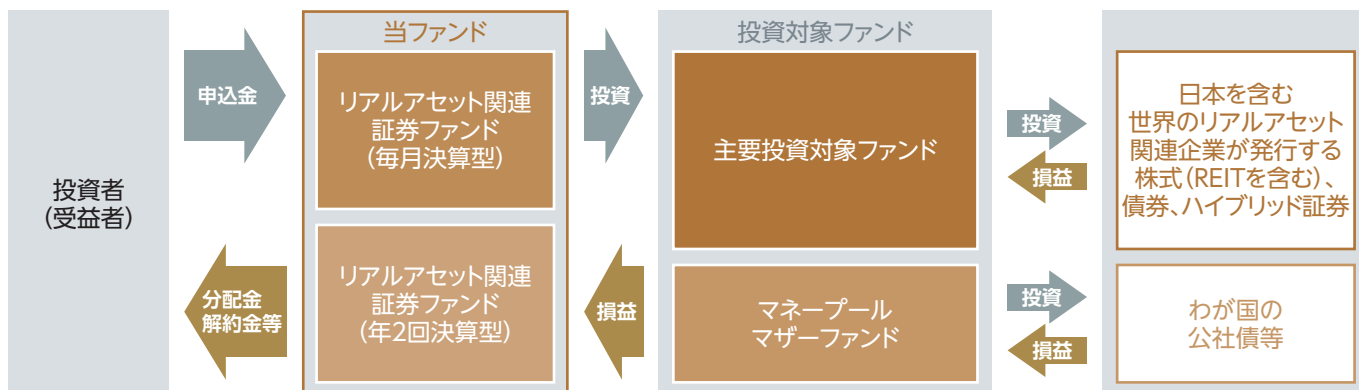 投資者
(受益者)
申込金
分配金
解約金等
当ファンド
リアルアセット関連
証券ファンド
(毎月決算型)
リアルアセット関連
証券ファンド
(年2回決算型)
投資
損益
投資対象ファンド
主要投資対象ファンド
マネープール
マザーファンド
投資
損益
投資
損益
日本を含む
世界のリアルアセット
関連企業が発行する
株式(REITを含む)、
債券、ハイブリッド証券
わが国の
公社債等